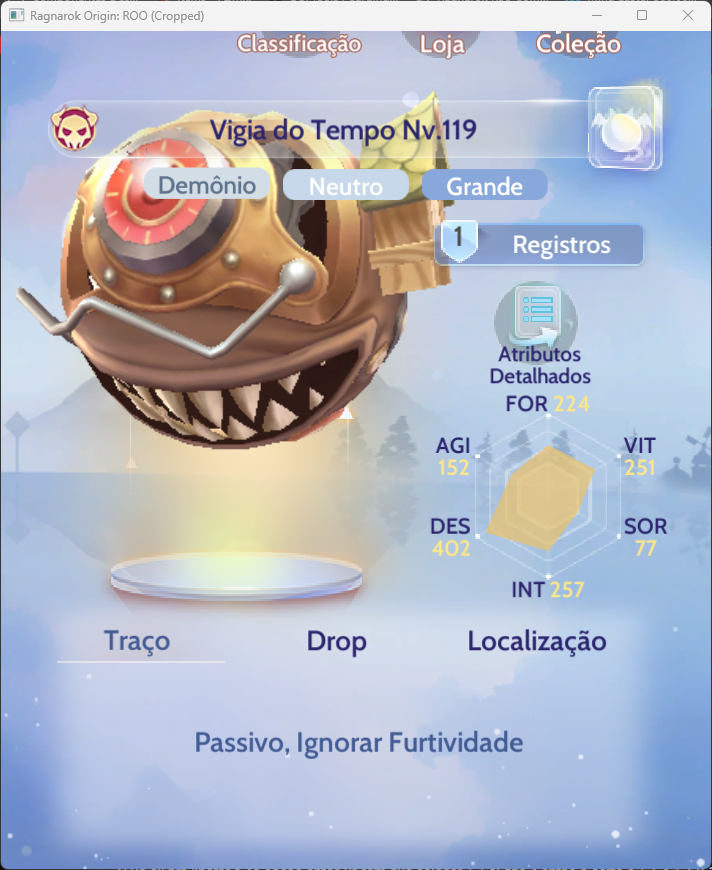 Ragnarok Origin: ROO (Cropped)
Classificação
Loja
Coleção
Vigia do Tempo Nv.119
Demônio
Neutro
Grande
1
Registros
Atributos
Detalhados
FOR 224
AGI
152
VIT
251
DES
402
SOR
77
INT 257
Traço
Drop
Localização
Passivo, Ignorar Furtividade